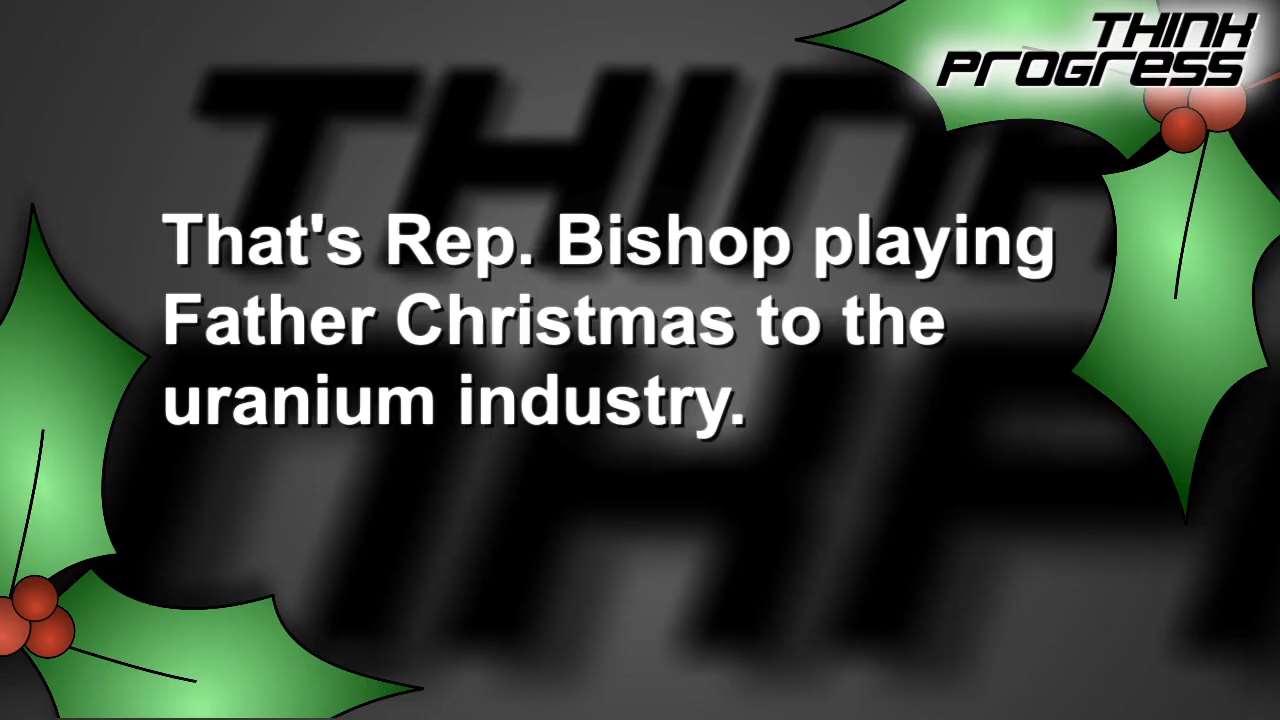 THINK
PROGRESS
That's Rep. Bishop playing
Father Christmas to the
uranium industry.